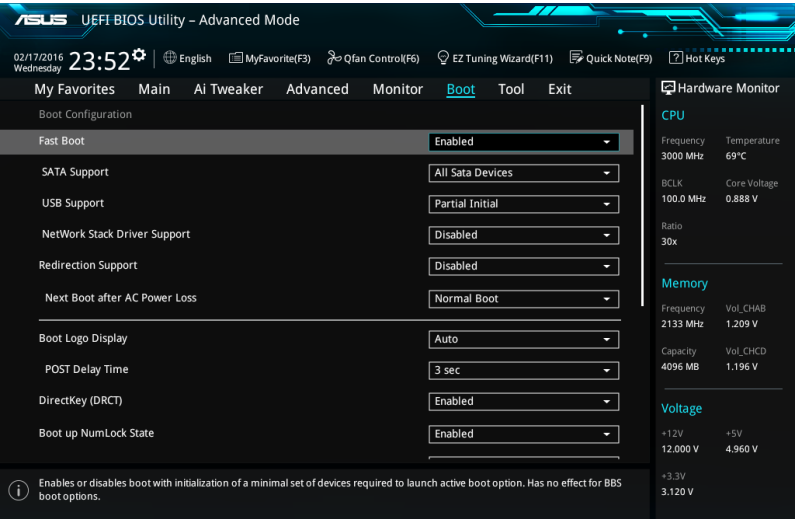 ASUS UEFI BIOS Utility – Advanced Mode
02/17/2016
Wednesday
23:52
English MyFavorite(F3) Qfan Control(F6) EZ Tuning Wizard(F11) Quick Note(F9) ? Hot Keys
My Favorites Main Ai Tweaker Advanced Monitor Boot Tool Exit
Boot Configuration
Fast Boot Enabled
SATA Support All Sata Devices
USB Support Partial Initial
NetWork Stack Driver Support Disabled
Redirection Support Disabled
Next Boot after AC Power Loss Normal Boot
Boot Logo Display Auto
POST Delay Time 3 sec
DirectKey (DRCT) Enabled
Boot up NumLock State Enabled
i Enables or disables boot with initialization of a minimal set of devices required to launch active boot option. Has no effect for BBS
boot options.
Hardware Monitor
CPU
Frequency Temperature
3000 MHz 69°C
BCLK Core Voltage
100.0 MHz 0.888 V
Ratio
30x
Memory
Frequency Vol_CHAB
2133 MHz 1.209 V
Capacity Vol_CHCD
4096 MB 1.196 V
Voltage
+12V +5V
12.000 V 4.960 V
+3.3V
3.120 V